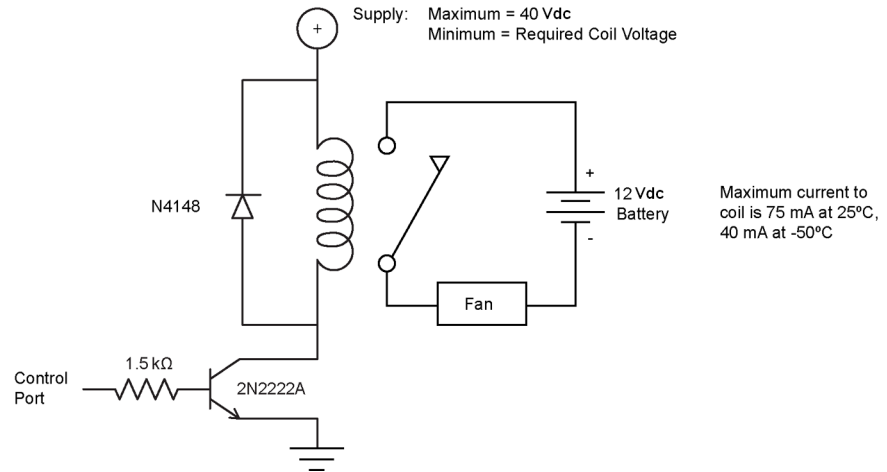 +
Supply: Maximum = 40 Vdc
Minimum = Required Coil Voltage
N4148
+
12 Vdc
Battery
-
Maximum current to
coil is 75 mA at 25ºC,
40 mA at -50ºC
Fan
1.5 kΩ
Control
Port
2N2222A